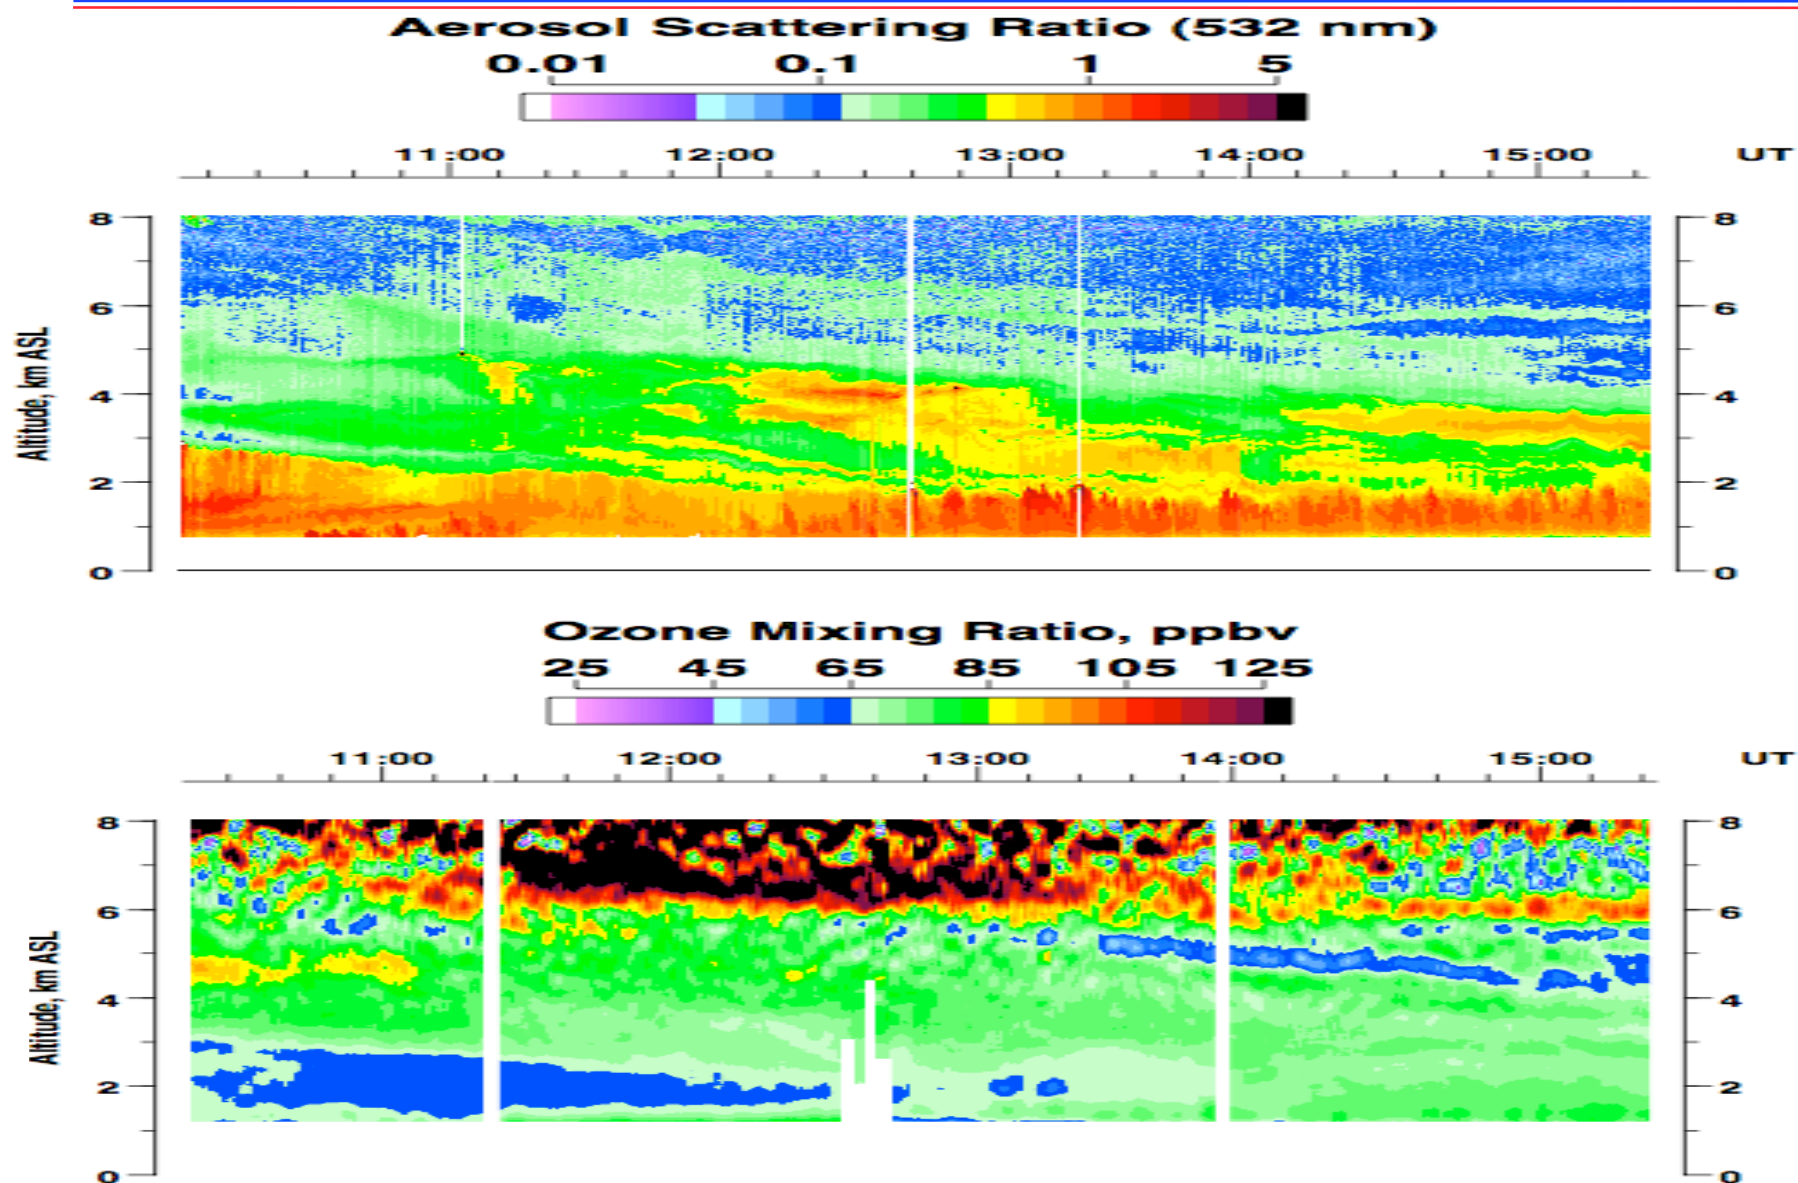 Aerosol Scattering Ratio (532 nm)
0.01 0.1 1 5
11:00 12:00 13:00 14:00 15:00 UT
8 8
6 6
Altitude, km ASL
4 4
2 2
0 0
Ozone Mixing Ratio, ppbv
25 45 65 85 105 125
11:00 12:00 13:00 14:00 15:00 UT
8 8
6 6
Altitude, km ASL
4 4
2 2
0 0